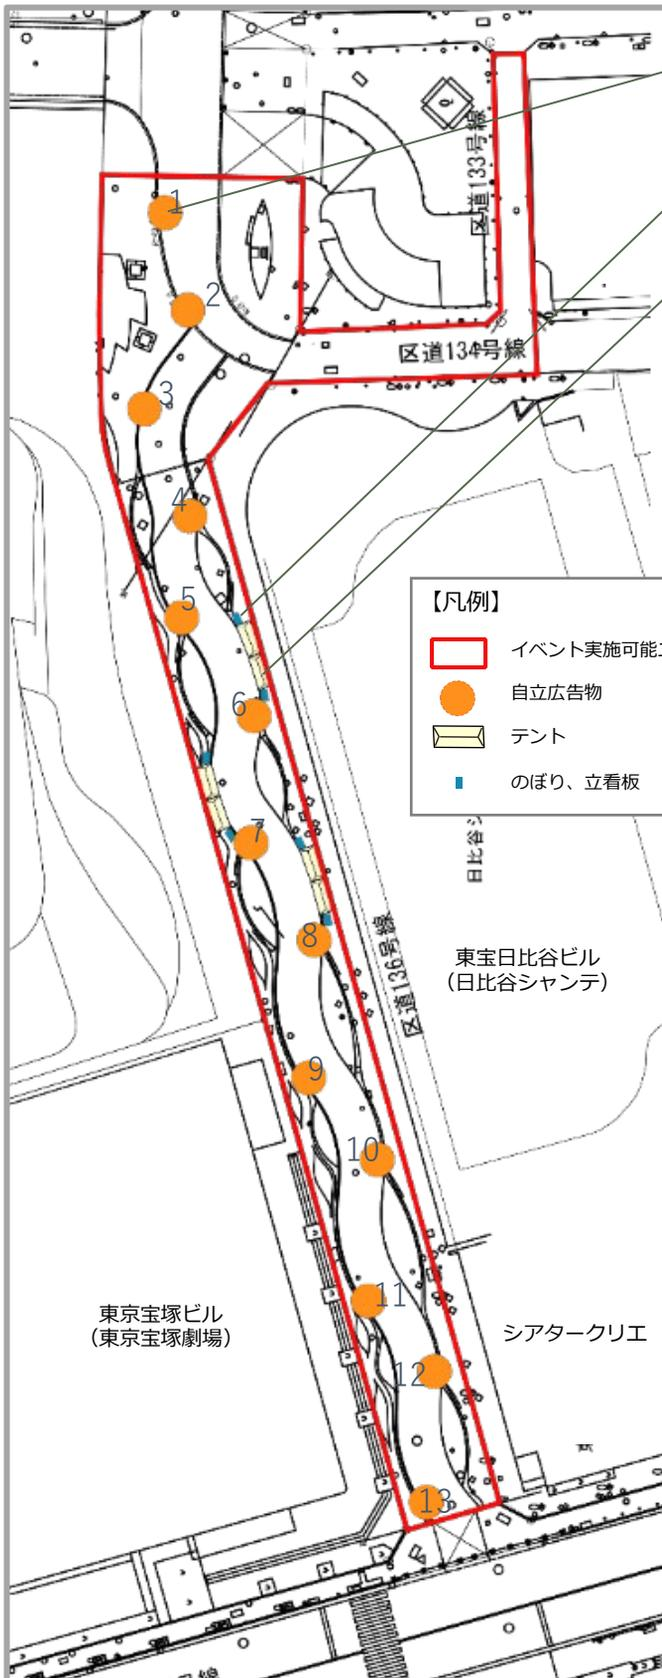 区道133号線
1
2
区道134号線
3
4
5
【凡例】
イベント実施可能
自立広告物
テント
のぼり、立看板
6
7
日比谷
8
区道136号線
東宝日比谷ビル
（日比谷シャンテ）
9
10
11
東京宝塚ビル
（東京宝塚劇場）
シアタークリエ
12
13
線